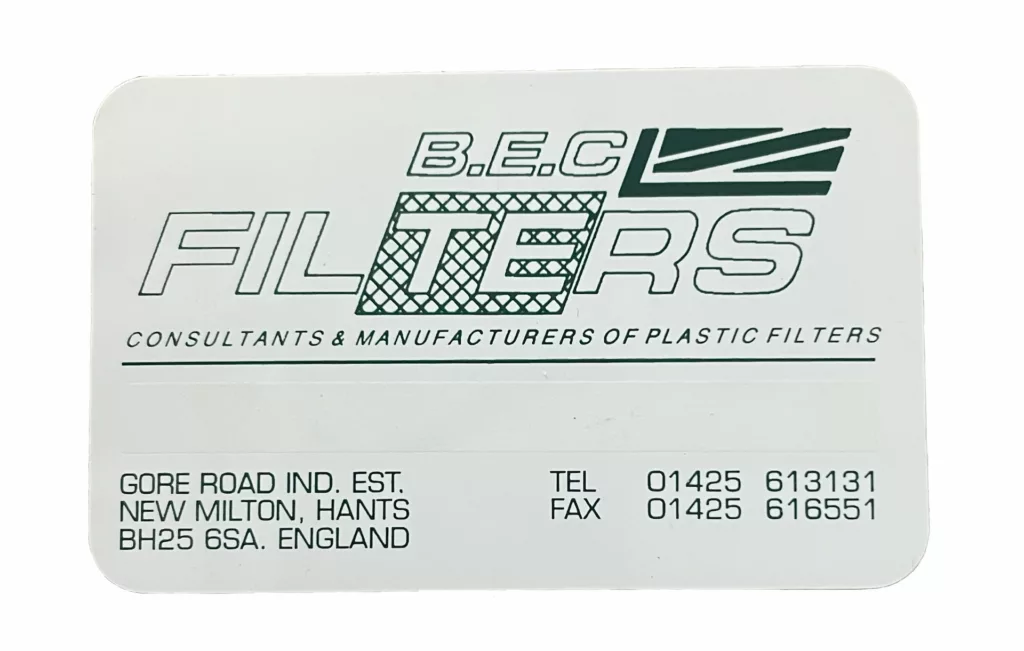 B.E.C
FILTERS
CONSULTANTS & MANUFACTURERS OF PLASTIC FILTERS
GORE ROAD IND. EST. TEL 01425 613131
NEW MILTON, HANTS FAX 01425 616551
BH25 6SA. ENGLAND